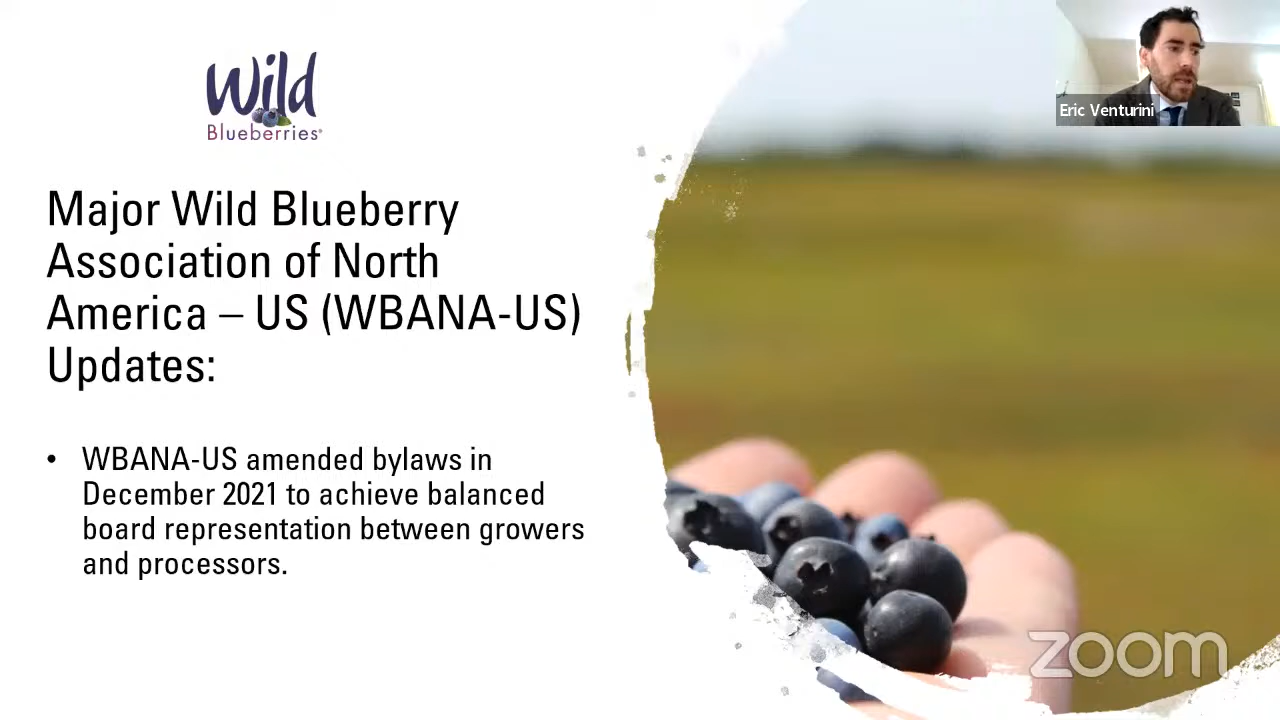 Wild
Blueberries®
Eric Venturini
Major Wild Blueberry
Association of North
America – US (WBANA-US)
Updates:
• WBANA-US amended bylaws in
December 2021 to achieve balanced
board representation between growers
and processors.
zoom